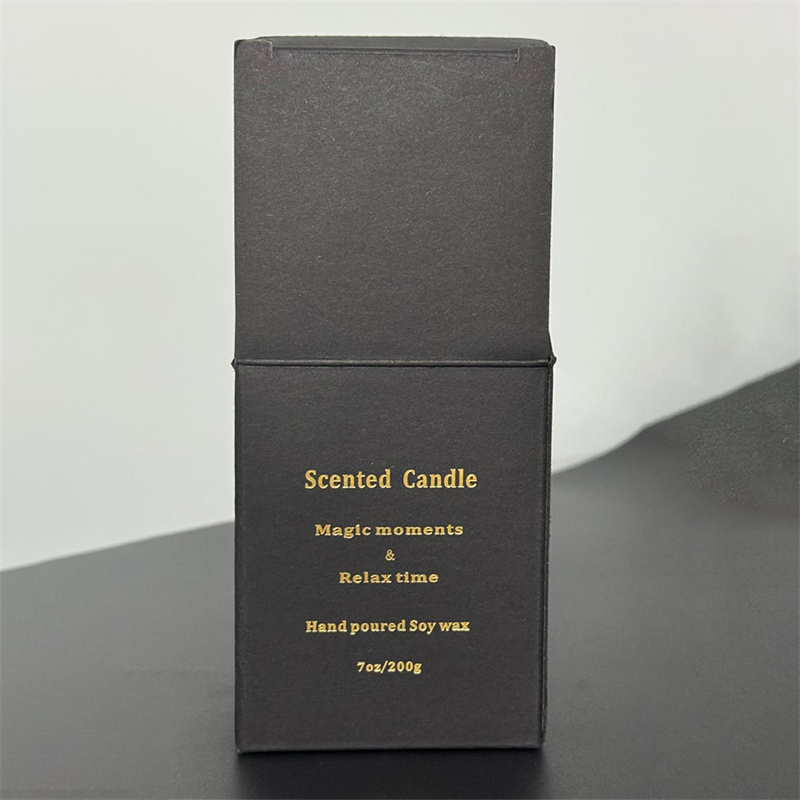 Scented Candle
Magic moments
&
Relax time
Hand poured Soy wax
7oz/200g